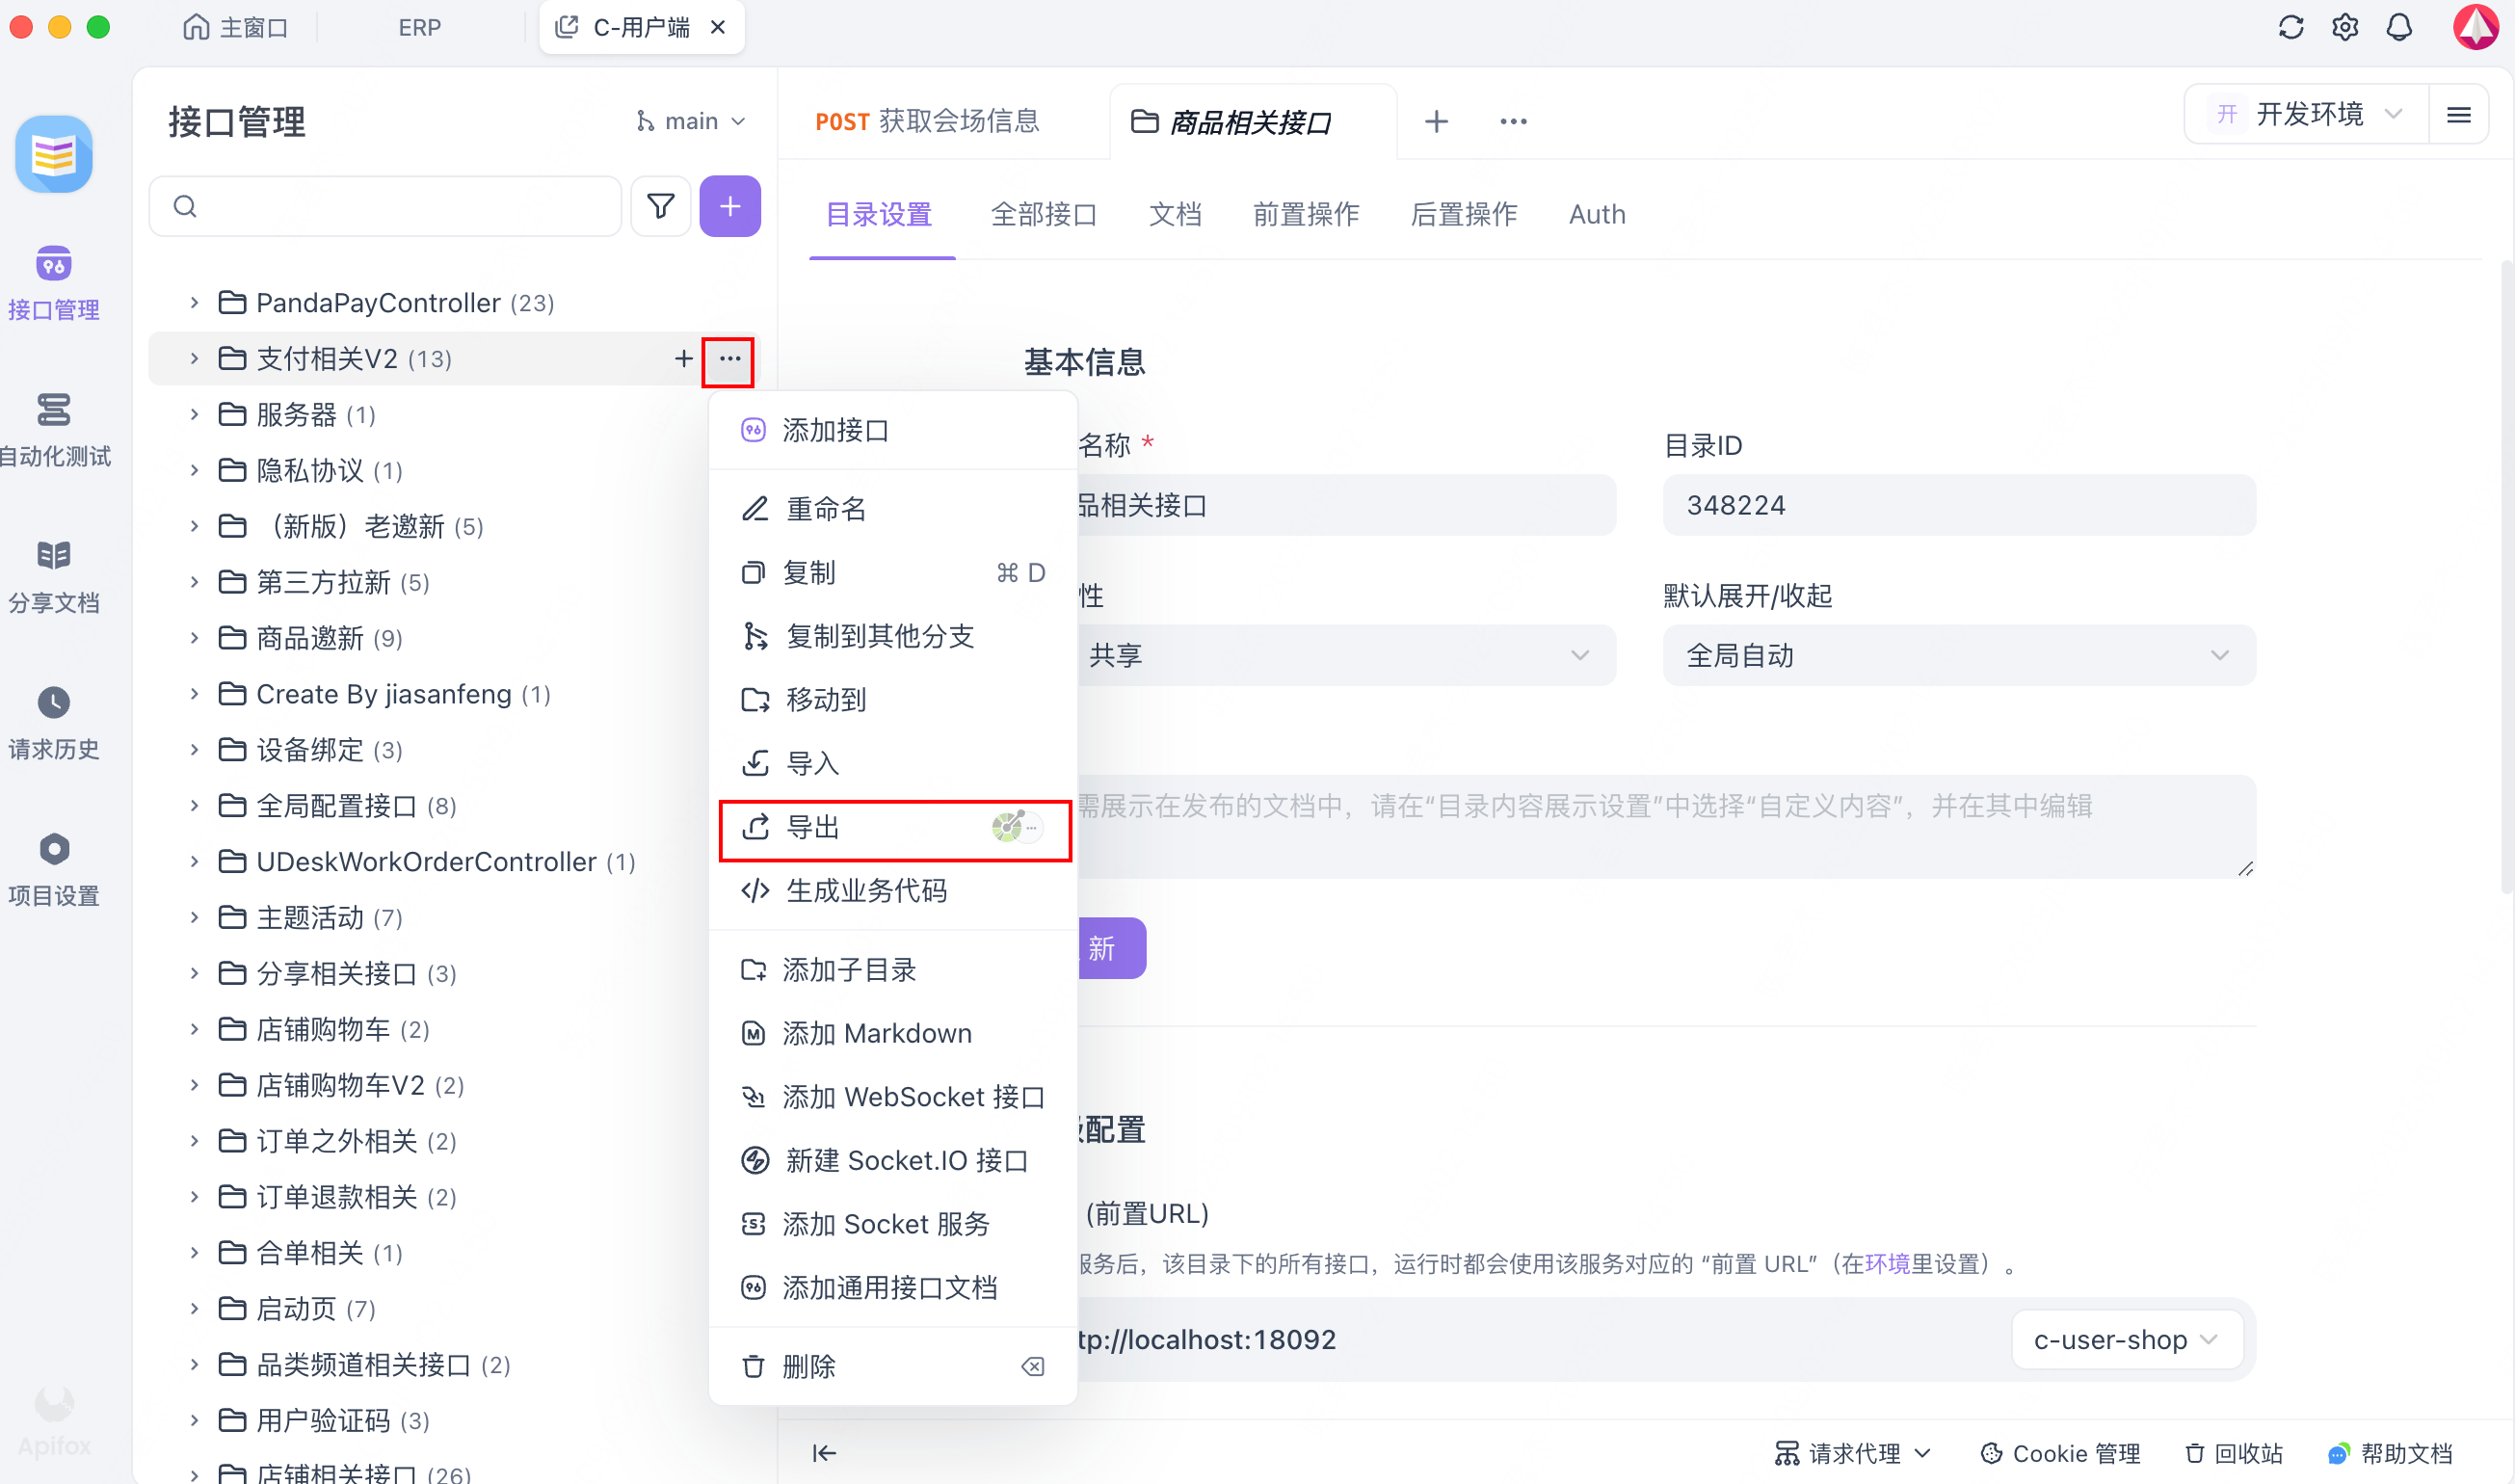 主窗口
ERP
C-用户端
接口管理
main
POST 获取会场信息
商品相关接口
开 开发环境
目录设置
全部接口
文档
前置操作
后置操作
Auth
接口管理
自动化测试
分享文档
请求历史
项目设置
Apifox
PandaPayController (23)
支付相关V2 (13)
服务器 (1)
隐私协议 (1)
（新版）老邀新 (5)
第三方拉新 (5)
商品邀新 (9)
Create By jiasanfeng (1)
设备绑定 (3)
全局配置接口 (8)
UDeskWorkOrderController (1)
主题活动 (7)
分享相关接口 (3)
店铺购物车 (2)
店铺购物车V2 (2)
订单之外相关 (2)
订单退款相关 (2)
合单相关 (1)
启动页 (7)
品类频道相关接口 (2)
用户验证码 (3)
店铺相关接口 (26)
添加接口
重命名
复制 ⌘ D
复制到其他分支
移动到
导入
导出
生成业务代码
添加子目录
添加 Markdown
添加 WebSocket 接口
新建 Socket.IO 接口
添加 Socket 服务
添加通用接口文档
删除
基本信息
名称 *
目录ID
品相关接口
348224
性
默认展开/收起
共享
全局自动
需展示在发布的文档中，请在“目录内容展示设置”中选择“自定义内容”，并在其中编辑
新
配置
(前置URL)
服务后，该目录下的所有接口，运行时都会使用该服务对应的 “前置 URL”（在环境里设置）。
tp://localhost:18092
c-user-shop
请求代理
Cookie 管理
回收站
帮助文档